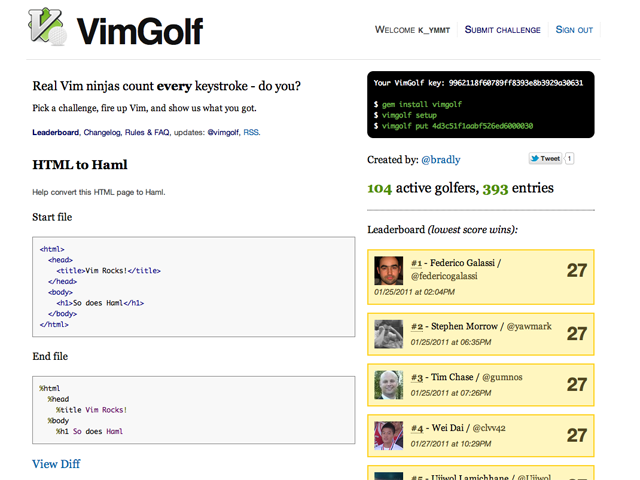 VimGolf
Welcome k_ymmt Submit challenge Sign out
Real Vim ninjas count every keystroke - do you?
Pick a challenge, fire up Vim, and show us what you got.
Leaderboard, Changelog, Rules & FAQ, updates: @vimgolf, RSS.
HTML to Haml
Help convert this HTML page to Haml.
Start file
<html>
<head>
<title>Vim Rocks!</title>
</head>
<body>
<h1>So does Haml</h1>
</body>
</html>
End file
%html
%head
%title Vim Rocks!
%body
%h1 So does Haml
View Diff
Your VimGolf key: 9962118f60789ff8393e8b3929a30631
$ gem install vimgolf
$ vimgolf setup
$ vimgolf put 4d3c51f1aabf526ed6000030
Created by: @bradly
Tweet 1
104 active golfers, 393 entries
Leaderboard (lowest score wins):
#1 - Federico Galassi /
@federicogalassi
01/25/2011 at 02:04PM
27
#2 - Stephen Morrow / @yawmark
01/25/2011 at 06:35PM
27
#3 - Tim Chase / @gumnos
01/25/2011 at 07:26PM
27
#4 - Wei Dai / @clvv42
01/27/2011 at 10:29PM
27
#5 - Ujjwol Lamichhane / @Ujjwol